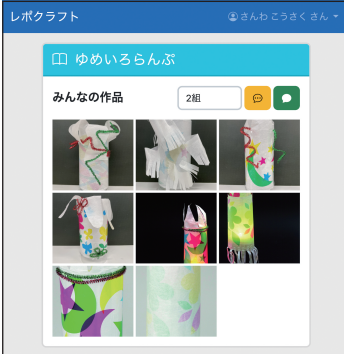 レポクラフト
さんわ こうさく さん
ゆめいろらんぷ
みんなの作品
2組